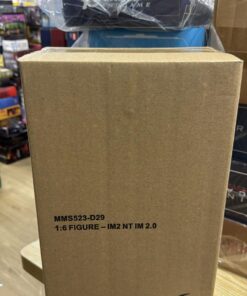 MMS523-D29
1:6 FIGURE – IM2 NT IM 2.0